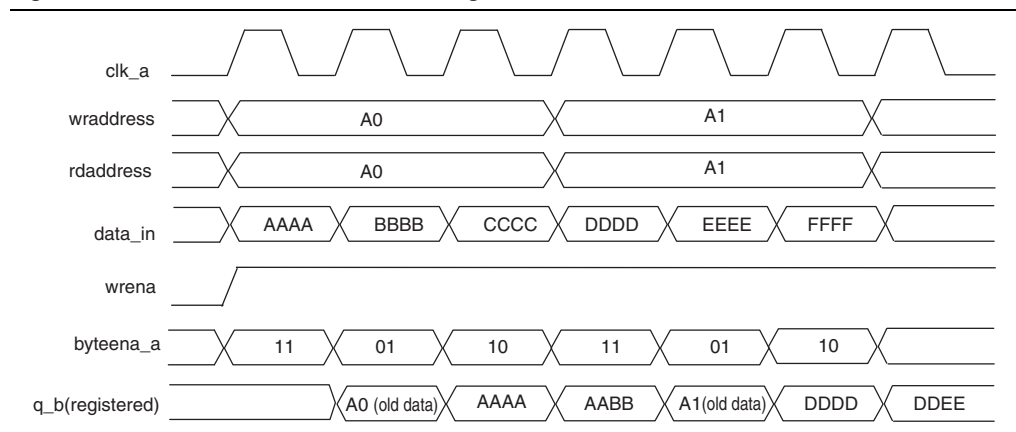 clk_a
wraddress A0 A1
rdaddress A0 A1
data_in AAAA BBBB CCCC DDDD EEEE FFFF
wrena
byteena_a 11 01 10 11 01 10
q_b(registered) A0 (old data) AAAA AABB A1(old data) DDDD DDEE